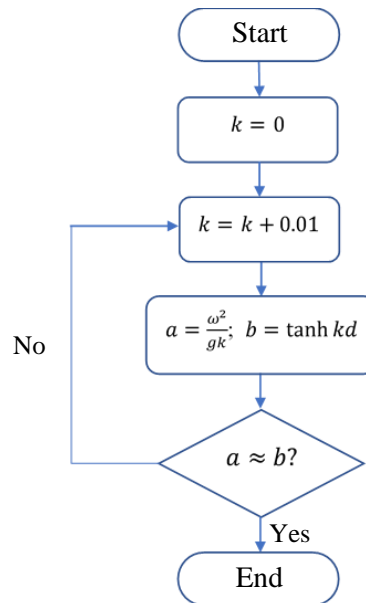 Start
k = 0
k = k + 0.01
a = ω²/gk; b = tanh kd
No
a ≈ b?
Yes
End